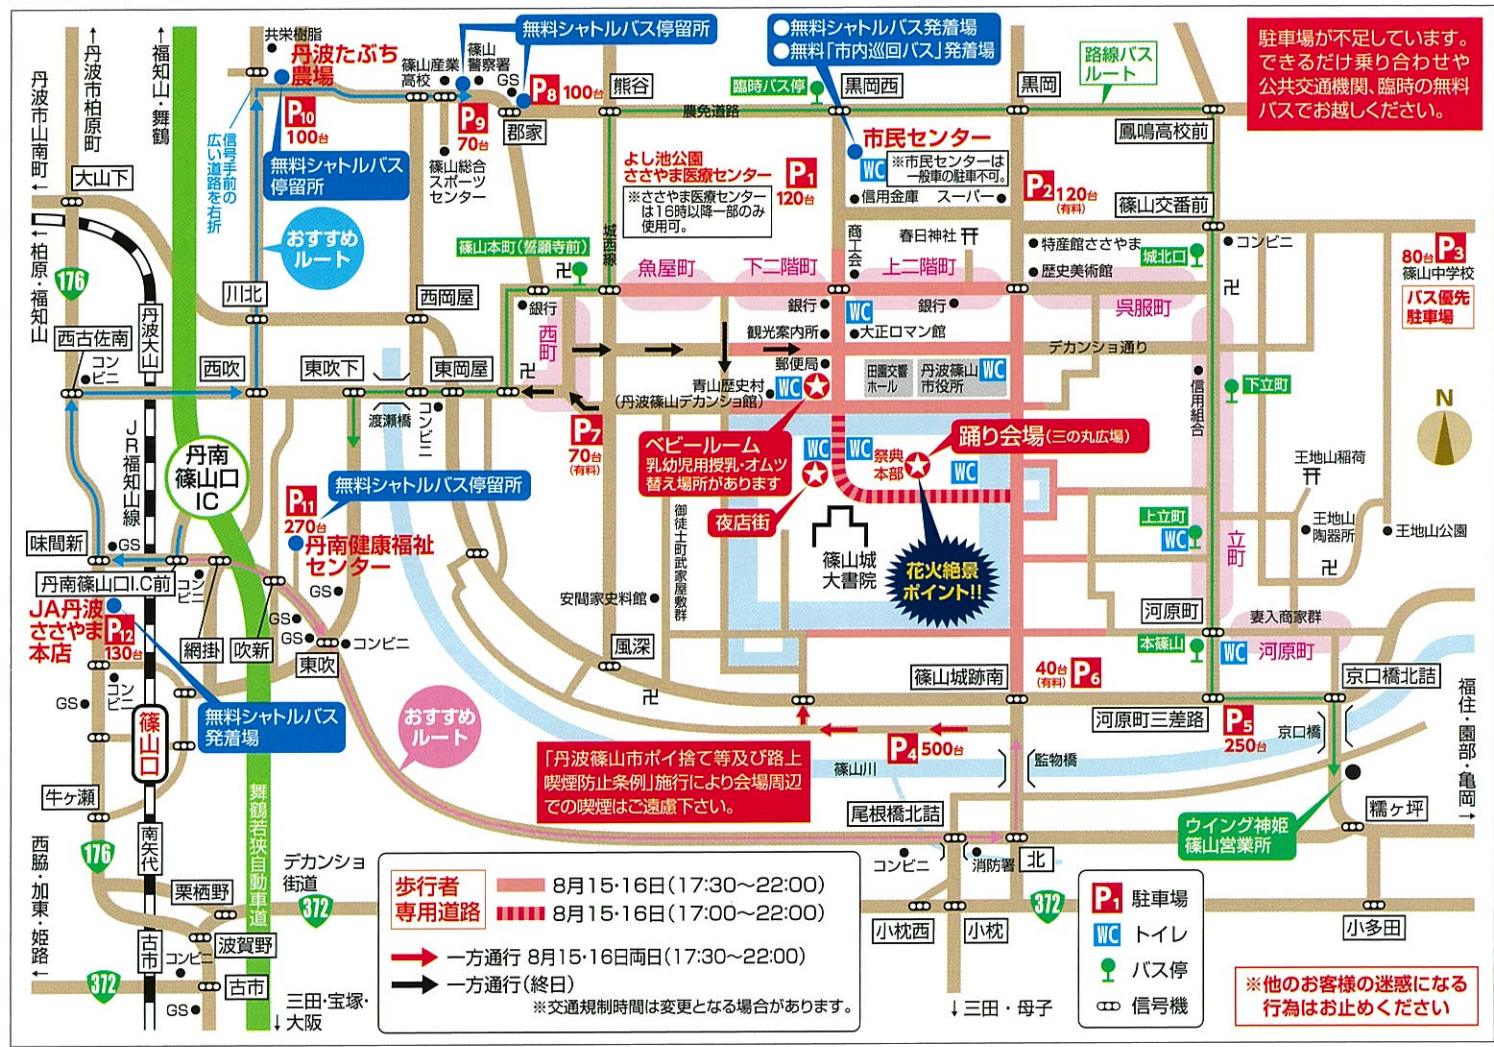 駐車場が不足しています。
できるだけ乗り合わせや
公共交通機関、臨時の無料
バスでお越しください。
●無料シャトルバス発着場
●無料「市内巡回バス」発着場
無料シャトルバス停留所
共栄樹脂
丹波たぶち
農場
篠山産業
高校
篠山
警察署
GS
P8 100台
熊谷
臨時バス停
黒岡西
黒岡
路線バス
ルート
鳳鳴高校前
農免道路
福知山・舞鶴
丹波市柏原町
丹波市山南町
大山下
柏原・福知山
P10
100台
信号手前の
広い道路を右折
無料シャトルバス
停留所
P9
70台
郡家
篠山総合
スポーツ
センター
よし池公園
ささやま医療センター
※ささやま医療センター
は16時以降一部のみ
使用可。
P1
120台
市民センター
WC
※市民センターは
一般車の駐車不可。
信用金庫
スーパー
P2 120台
(有料)
篠山交番前
コンビニ
80台 P3
篠山中学校
バス優先
駐車場
おすすめ
ルート
篠山本町(誓願寺前)
城西線
商工会
春日神社
特産館ささやま
歴史美術館
城北口
魚屋町
下二階町
上二階町
呉服町
176
丹波大山
川北
西岡屋
銀行
西町
銀行
WC
銀行
観光案内所
大正ロマン館
デカンショ通り
西古佐南
コンビニ
西吹
東吹下
東岡屋
郵便局
青山歴史村
(丹波篠山デカンショ館)
WC
田園交響
ホール
丹波篠山
市役所
WC
信用組合
下立町
渡瀬橋
コンビニ
P7
70台
(有料)
ベビールーム
乳幼児用授乳・オムツ
替え場所があります
WC
WC
祭典
本部
WC
踊り会場(三の丸広場)
夜店街
N
JR福知山線
丹南
篠山口
IC
無料シャトルバス停留所
P11
270台
丹南健康福祉
センター
御徒士町武家屋敷群
篠山城
大書院
花火絶景
ポイント!!
上立町
WC
立町
王地山稲荷
王地山
陶器所
王地山公園
味間新
GS
丹南篠山口I.C前
コンビニ
GS
GS
GS
コンビニ
安間家史料館
河原町
妻入商家群
JA丹波
ささやま
本店
P12
130台
網掛
吹新
東吹
風深
篠山城跡南
40台
(有料)
P6
本篠山
WC
河原町
京口橋北詰
コンビニ
GS
篠山口
無料シャトルバス
発着場
おすすめ
ルート
河原町三差路
P5
250台
京口橋
福住・園部・亀岡
「丹波篠山市ポイ捨て等及び路上
喫煙防止条例」施行により会場周辺
での喫煙はご遠慮下さい。
P4 500台
篠山川
監物橋
牛ヶ瀬
舞鶴若狭自動車道
尾根橋北詰
ウイング神姫
篠山営業所
糯ヶ坪
176
南矢代
コンビニ
消防署
北
西脇・加東・姫路
栗栖野
デカンショ
街道
372
歩行者
専用道路
8月15・16日(17:30〜22:00)
8月15・16日(17:00〜22:00)
一方通行 8月15・16日両日(17:30〜22:00)
一方通行(終日)
※交通規制時間は変更となる場合があります。
小枕西
小枕
372
P1 駐車場
WC トイレ
バス停
信号機
小多田
古市
波賀野
コンビニ
372
古市
GS
三田・宝塚・
大阪
三田・母子
※他のお客様の迷惑になる
行為はお止めください